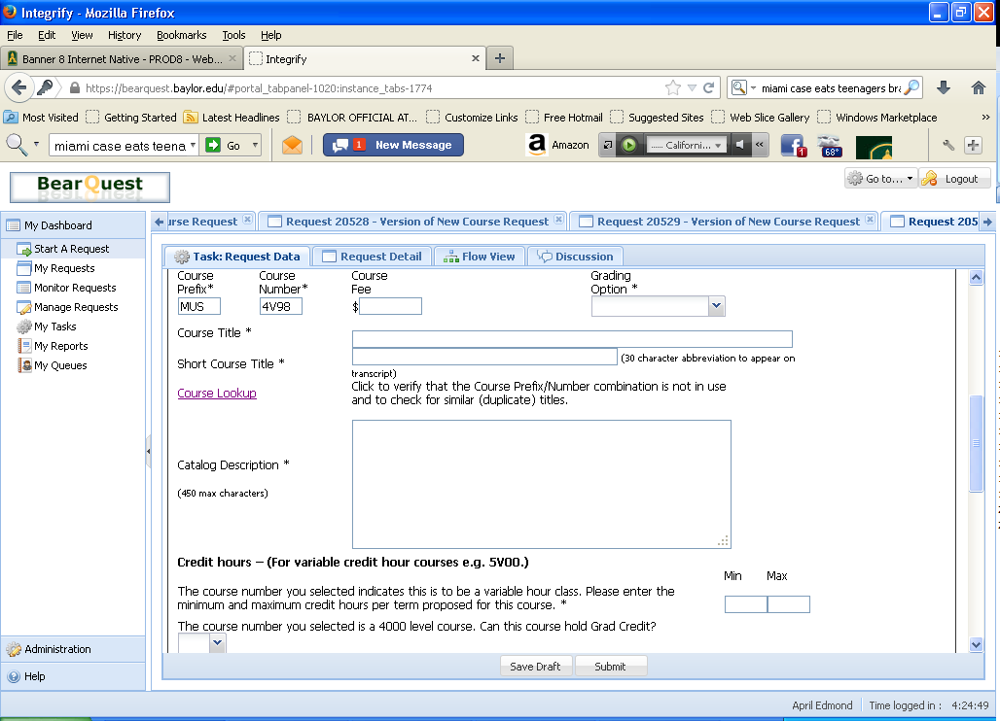 Integrify - Mozilla Firefox
File Edit View History Bookmarks Tools Help
Banner 8 Internet Native - PROD8 - Web...
Integrify
https://bearquest.baylor.edu/#portal_tabpanel-1020:instance_tabs-1774
miami case eats teenagers bra
Most Visited Getting Started Latest Headlines BAYLOR OFFICIAL AT... Customize Links Free Hotmail Suggested Sites Web Slice Gallery Windows Marketplace »
miami case eats teena Go 1 New Message Amazon ..... Californi... 1 68°
BearQuest
Go to... Logout
My Dashboard
Start A Request
My Requests
Monitor Requests
Manage Requests
My Tasks
My Reports
My Queues
Administration
Help
urse Request Request 20528 - Version of New Course Request Request 20529 - Version of New Course Request Request 205
Task: Request Data Request Detail Flow View Discussion
Course Course Course Grading
Prefix* Number* Fee Option *
MUS 4V98 $
Course Title *
Short Course Title * (30 character abbreviation to appear on
transcript)
Course Lookup Click to verify that the Course Prefix/Number combination is not in use
and to check for similar (duplicate) titles.
Catalog Description *
(450 max characters)
Credit hours – (For variable credit hour courses e.g. 5V00.)
Min Max
The course number you selected indicates this is to be a variable hour class. Please enter the
minimum and maximum credit hours per term proposed for this course. *
The course number you selected is a 4000 level course. Can this course hold Grad Credit?
Save Draft Submit
April Edmond Time logged in : 4:24:49